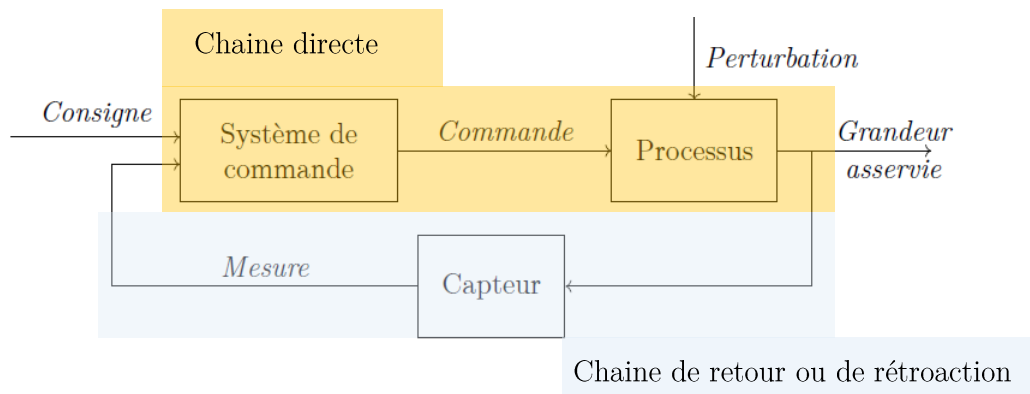 Chaine directe
Perturbation
Consigne
Système de
commande
Commande
Processus
Grandeur
asservie
Mesure
Capteur
Chaine de retour ou de rétroaction